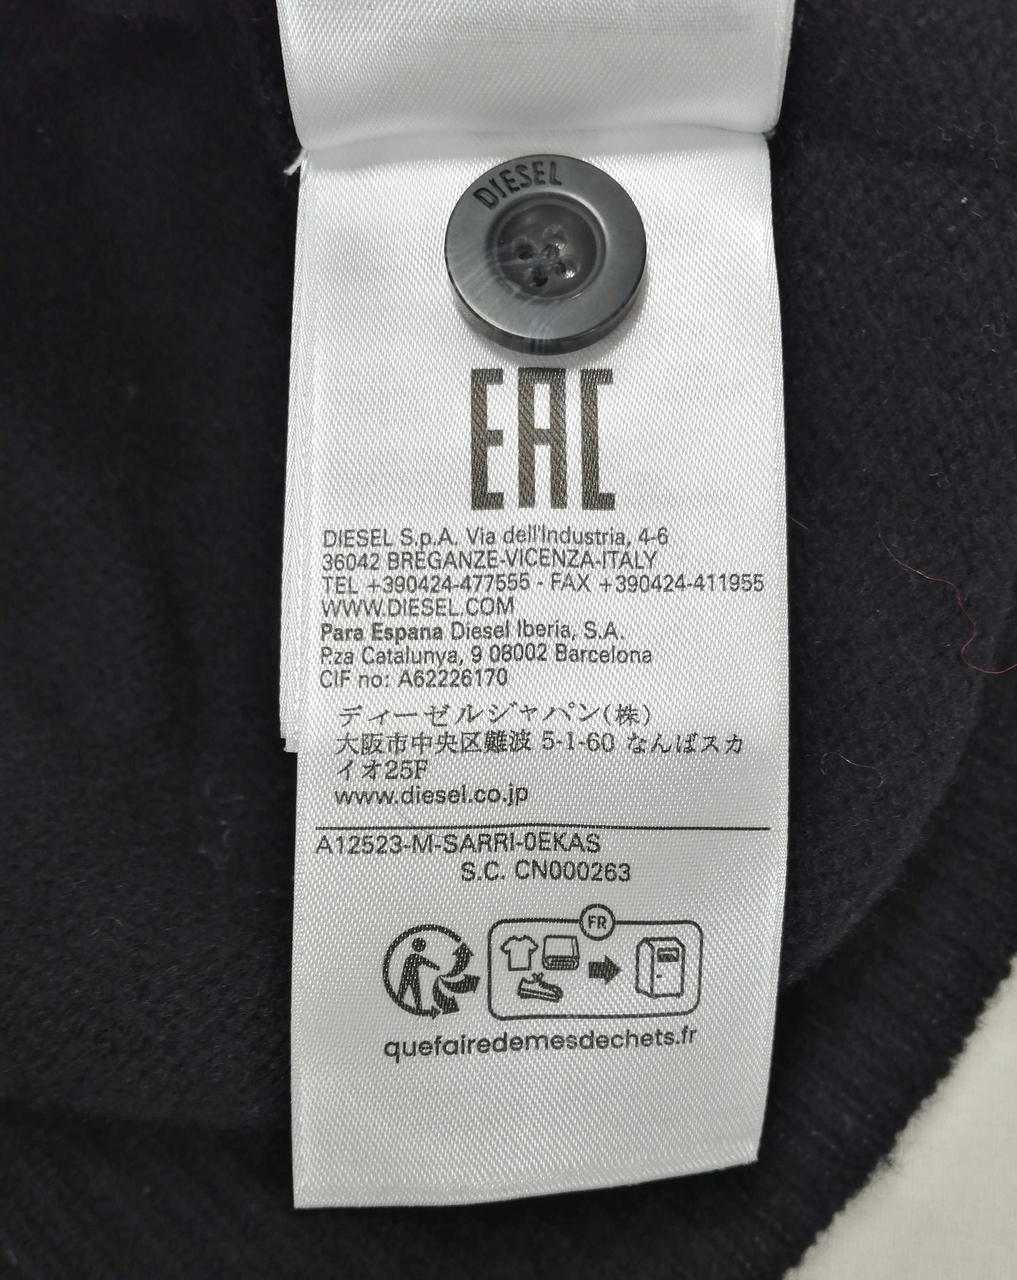 DIESEL
EAC
DIESEL S.p.A. Via dell'Industria, 4-6
36042 BREGANZE-VICENZA-ITALY
TEL +390424-477555 - FAX +390424-411955
WWW.DIESEL.COM
Para Espana Diesel Iberia, S.A.
P.za Catalunya, 9 08002 Barcelona
CIF no: A62226170
ディーゼルジャパン(株)
大阪市中央区難波 5-1-60 なんばスカ
イオ25F
www.diesel.co.jp
A12523-M-SARRI-0EKAS
S.C. CN000263
FR
quefairedemesdechets.fr